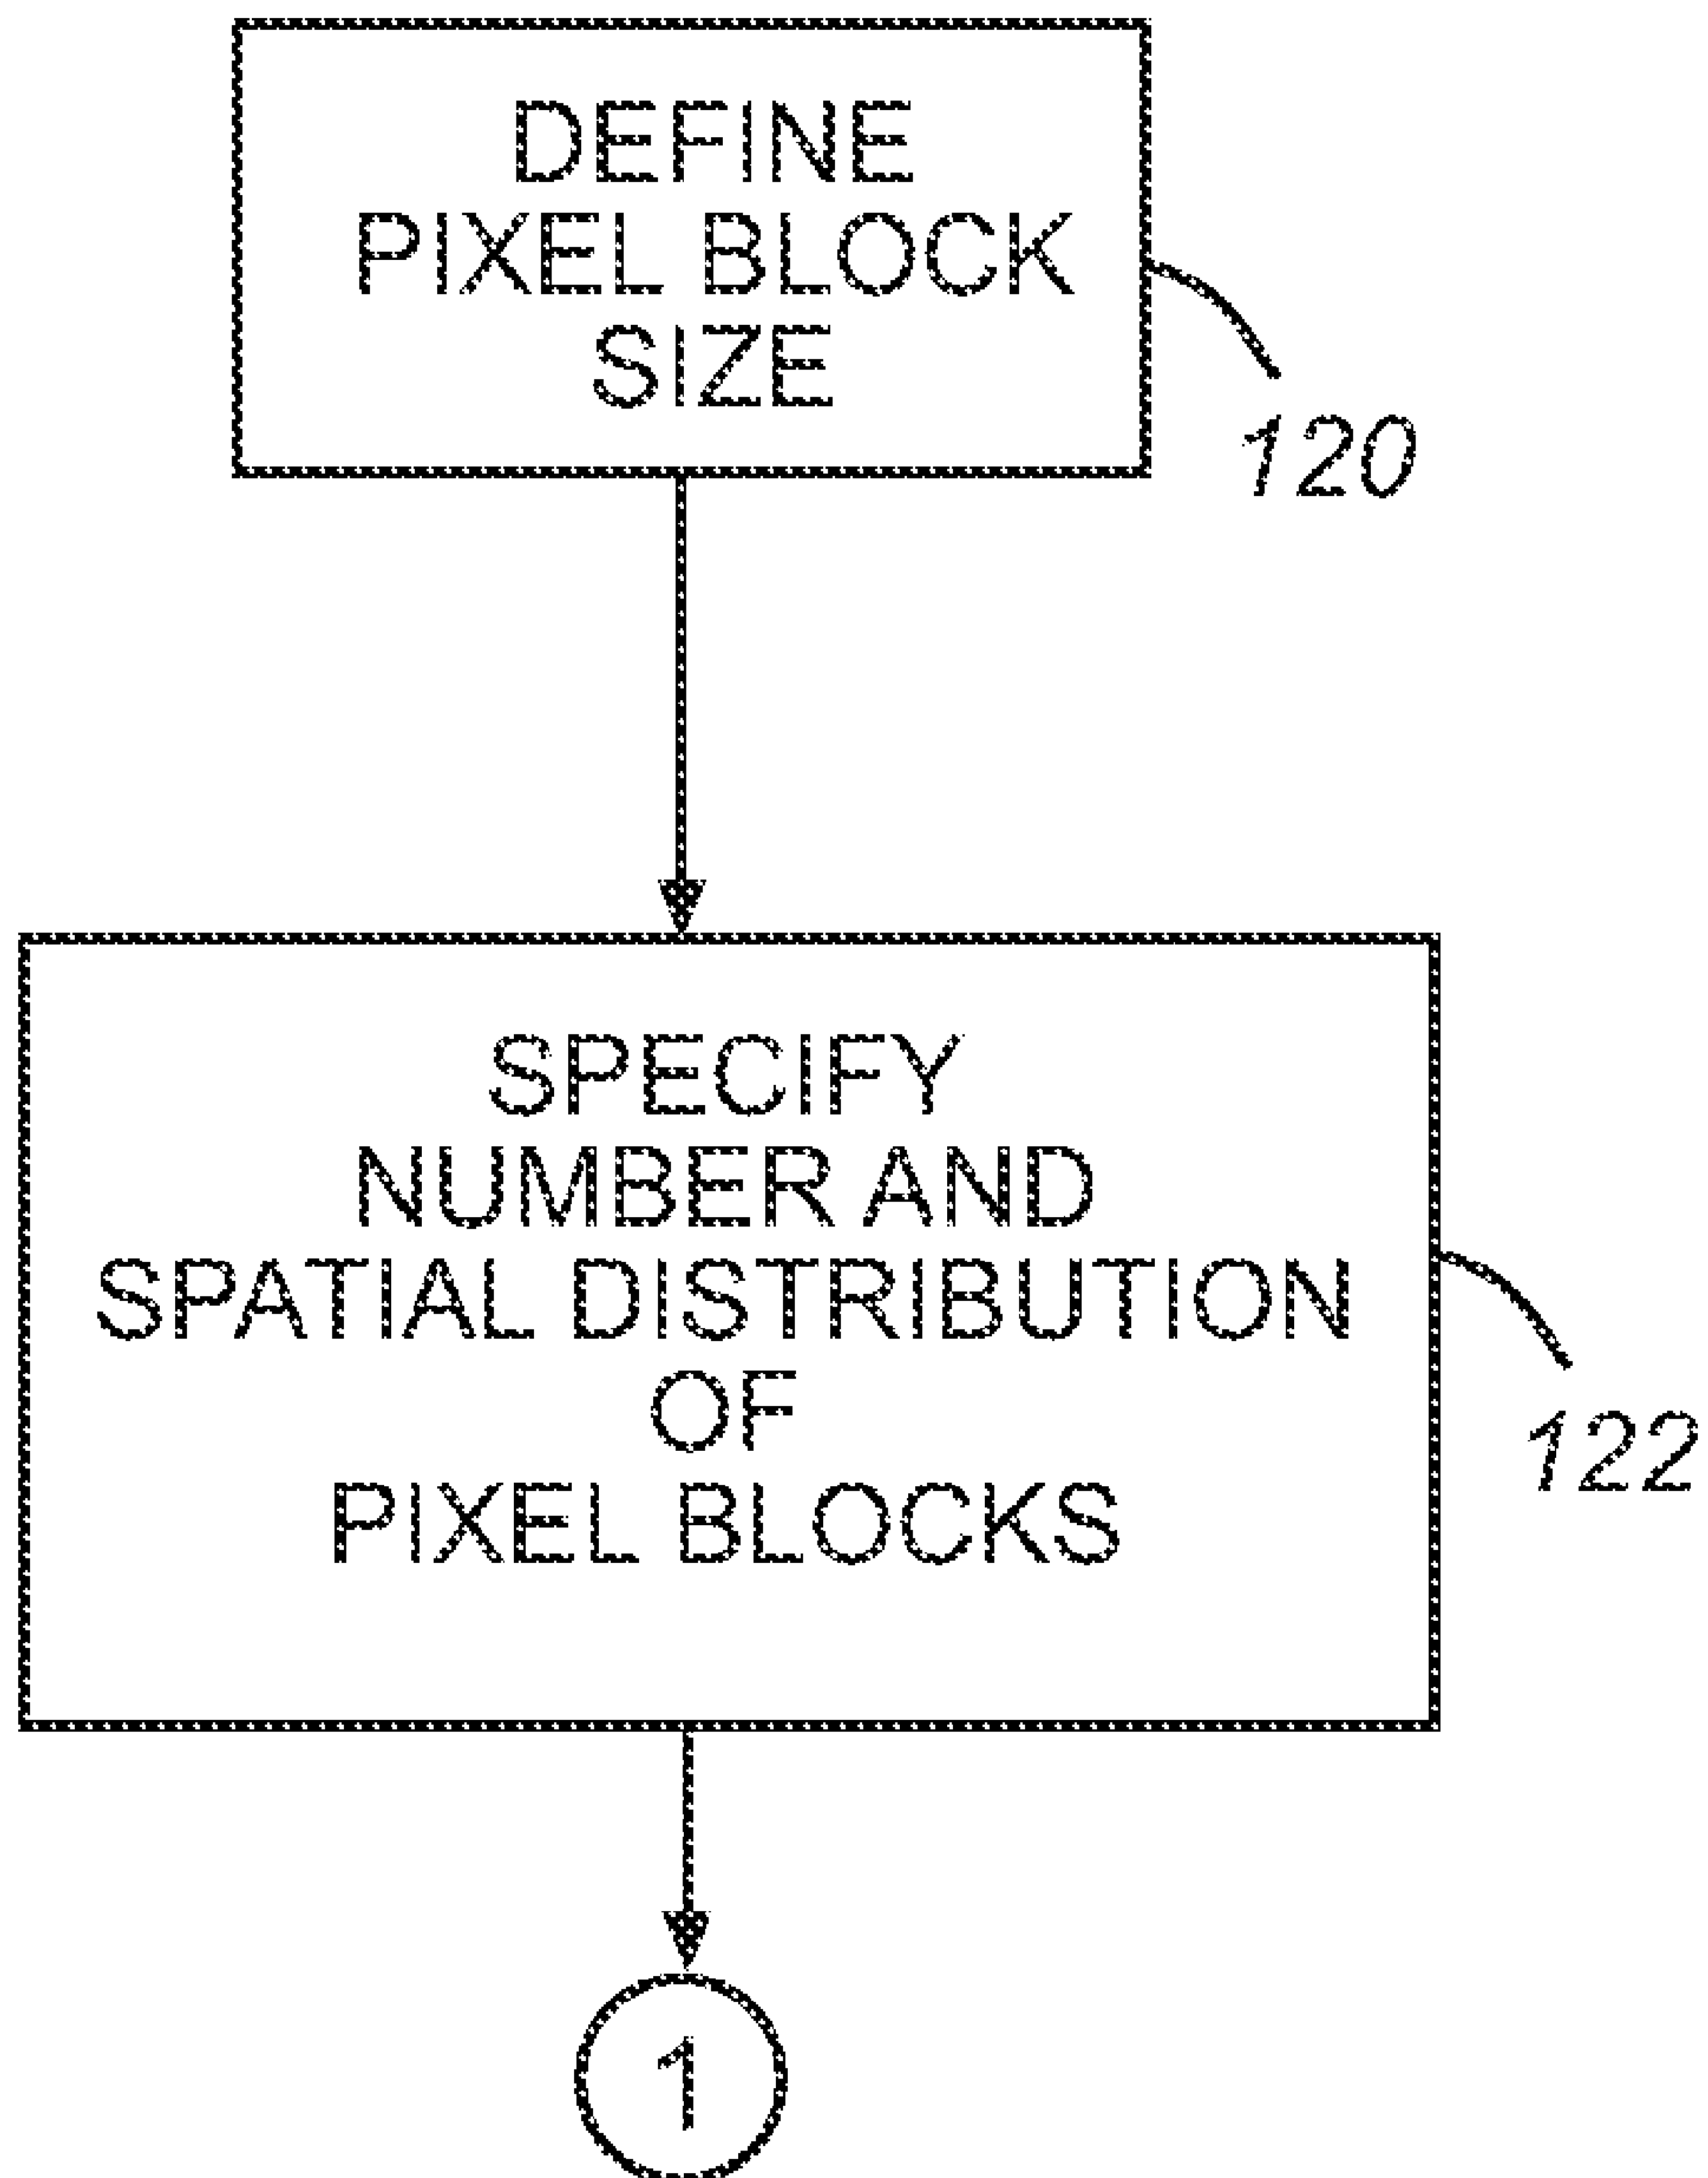 DEFINE
PIXEL BLOCK
SIZE
120
SPECIFY
NUMBER AND
SPATIAL DISTRIBUTION
OF
PIXEL BLOCKS
122
1